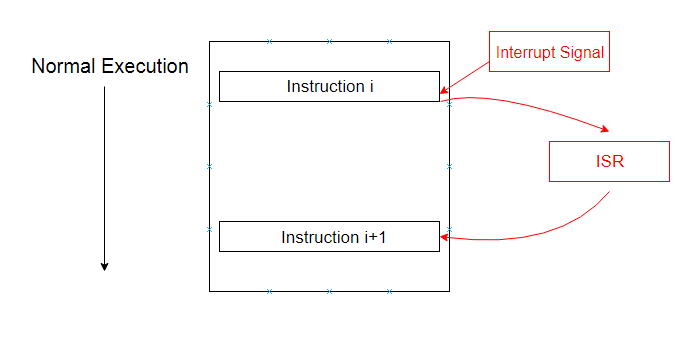 Interrupt Signal
Normal Execution
Instruction i
ISR
Instruction i+1